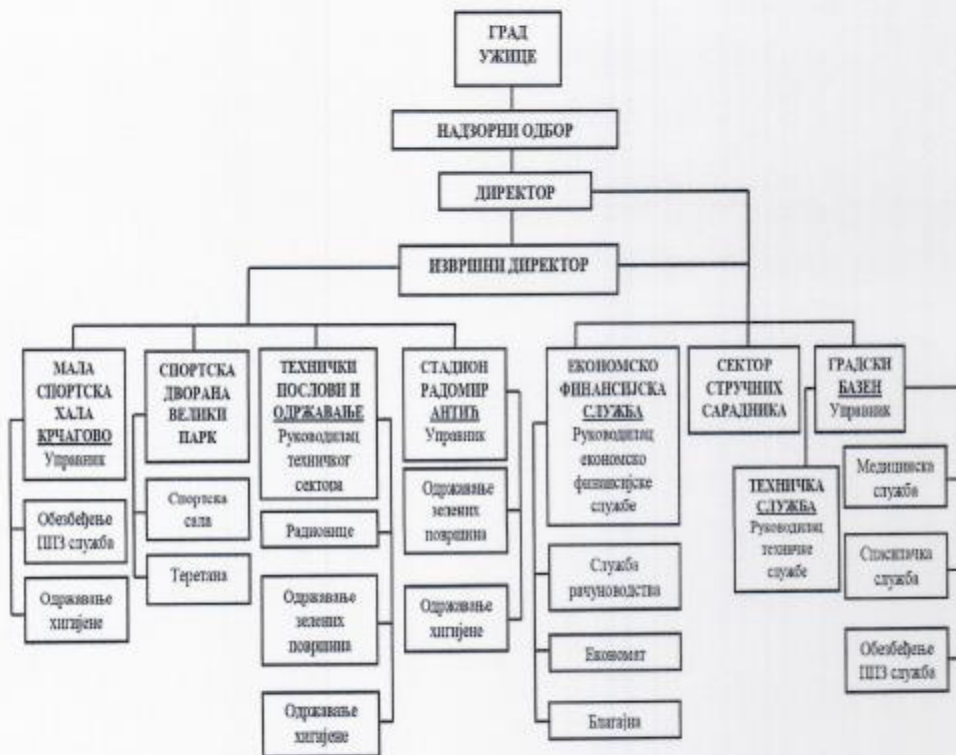 ГРАД
УЖИЦЕ
НАДЗОРНИ ОДБОР
ДИРЕКТОР
ИЗВРШНИ ДИРЕКТОР
МАЛА
СПОРТСКА
ХАЛА
КРЧАГОВО
Управник
Обезбеђење
ППЗ служба
Одржавање
хигијене
СПОРТСКА
ДВОРАНА
ВЕЛИКИ
ПАРК
Спортска
сала
Теретана
ТЕХНИЧКИ
ПОСЛОВИ И
ОДРЖАВАЊЕ
Руководилац
техничког
сектора
Радионице
Одржавање
зелених
површина
Одржавање
хигијене
СТАДИОН
РАДОМИР
АНТИЋ
Управник
Одржавање
зелених
површина
Одржавање
хигијене
ЕКОНОМСКО
ФИНАНСИЈСКА
СЛУЖБА
Руководилац
економско
финансијске
службе
Служба
рачуноводства
Економат
Благајна
СЕКТОР
СТРУЧНИХ
САРАДНИКА
ГРАДСКИ
БАЗЕН
Управник
ТЕХНИЧКА
СЛУЖБА
Руководилац
техничке
службе
Медицинска
служба
Спасилачка
служба
Обезбеђење
ППЗ служба